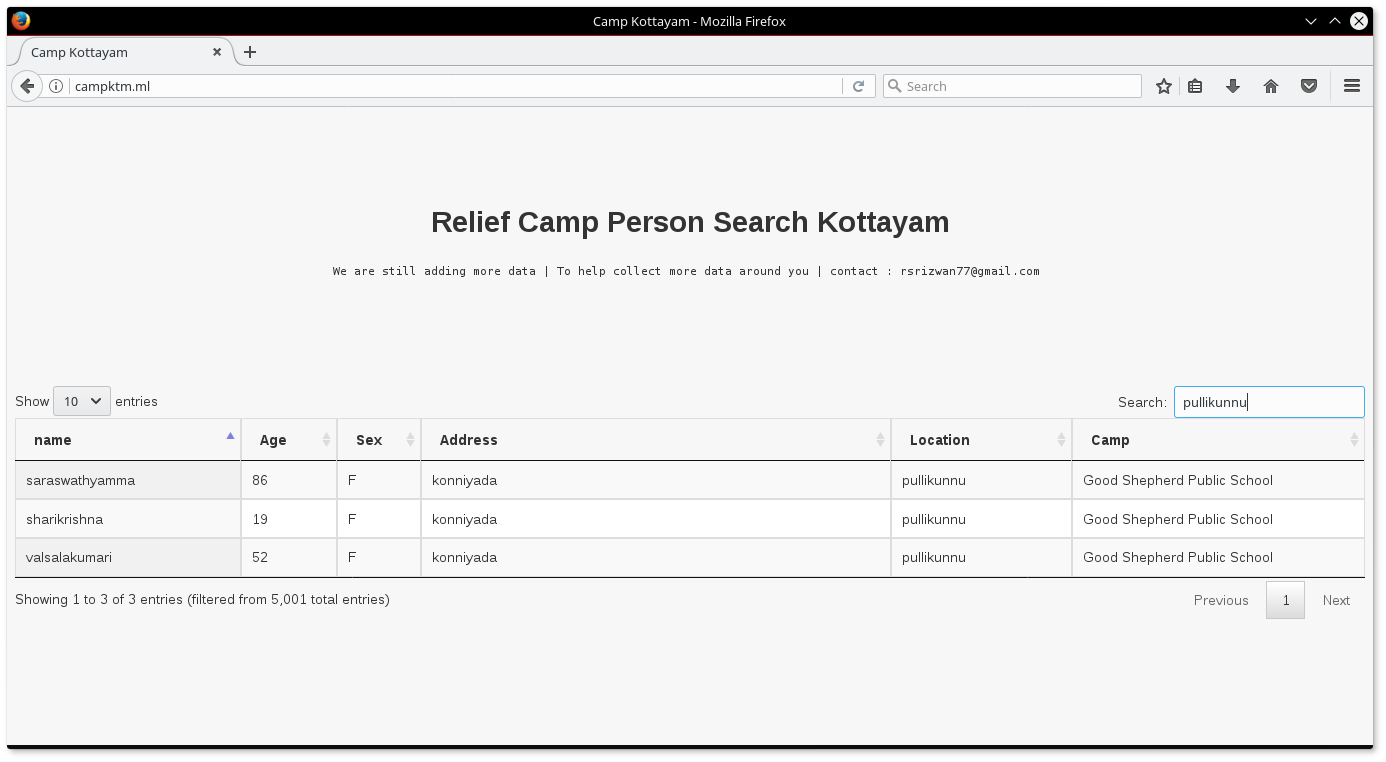 Camp Kottayam - Mozilla Firefox
Camp Kottayam
campktm.ml
Search
Relief Camp Person Search Kottayam
We are still adding more data | To help collect more data around you | contact : rsrizwan77@gmail.com
Show 10 entries
Search: pullikunnu
name Age Sex Address Location Camp
saraswathyamma 86 F konniyada pullikunnu Good Shepherd Public School
sharikrishna 19 F konniyada pullikunnu Good Shepherd Public School
valsalakumari 52 F konniyada pullikunnu Good Shepherd Public School
Showing 1 to 3 of 3 entries (filtered from 5,001 total entries)
Previous 1 Next